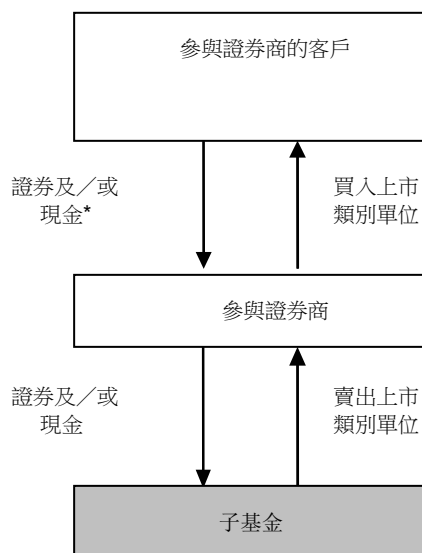 參與證券商的客戶
證券及／或
現金*
買入上市
類別單位
參與證券商
證券及／或
現金
賣出上市
類別單位
子基金